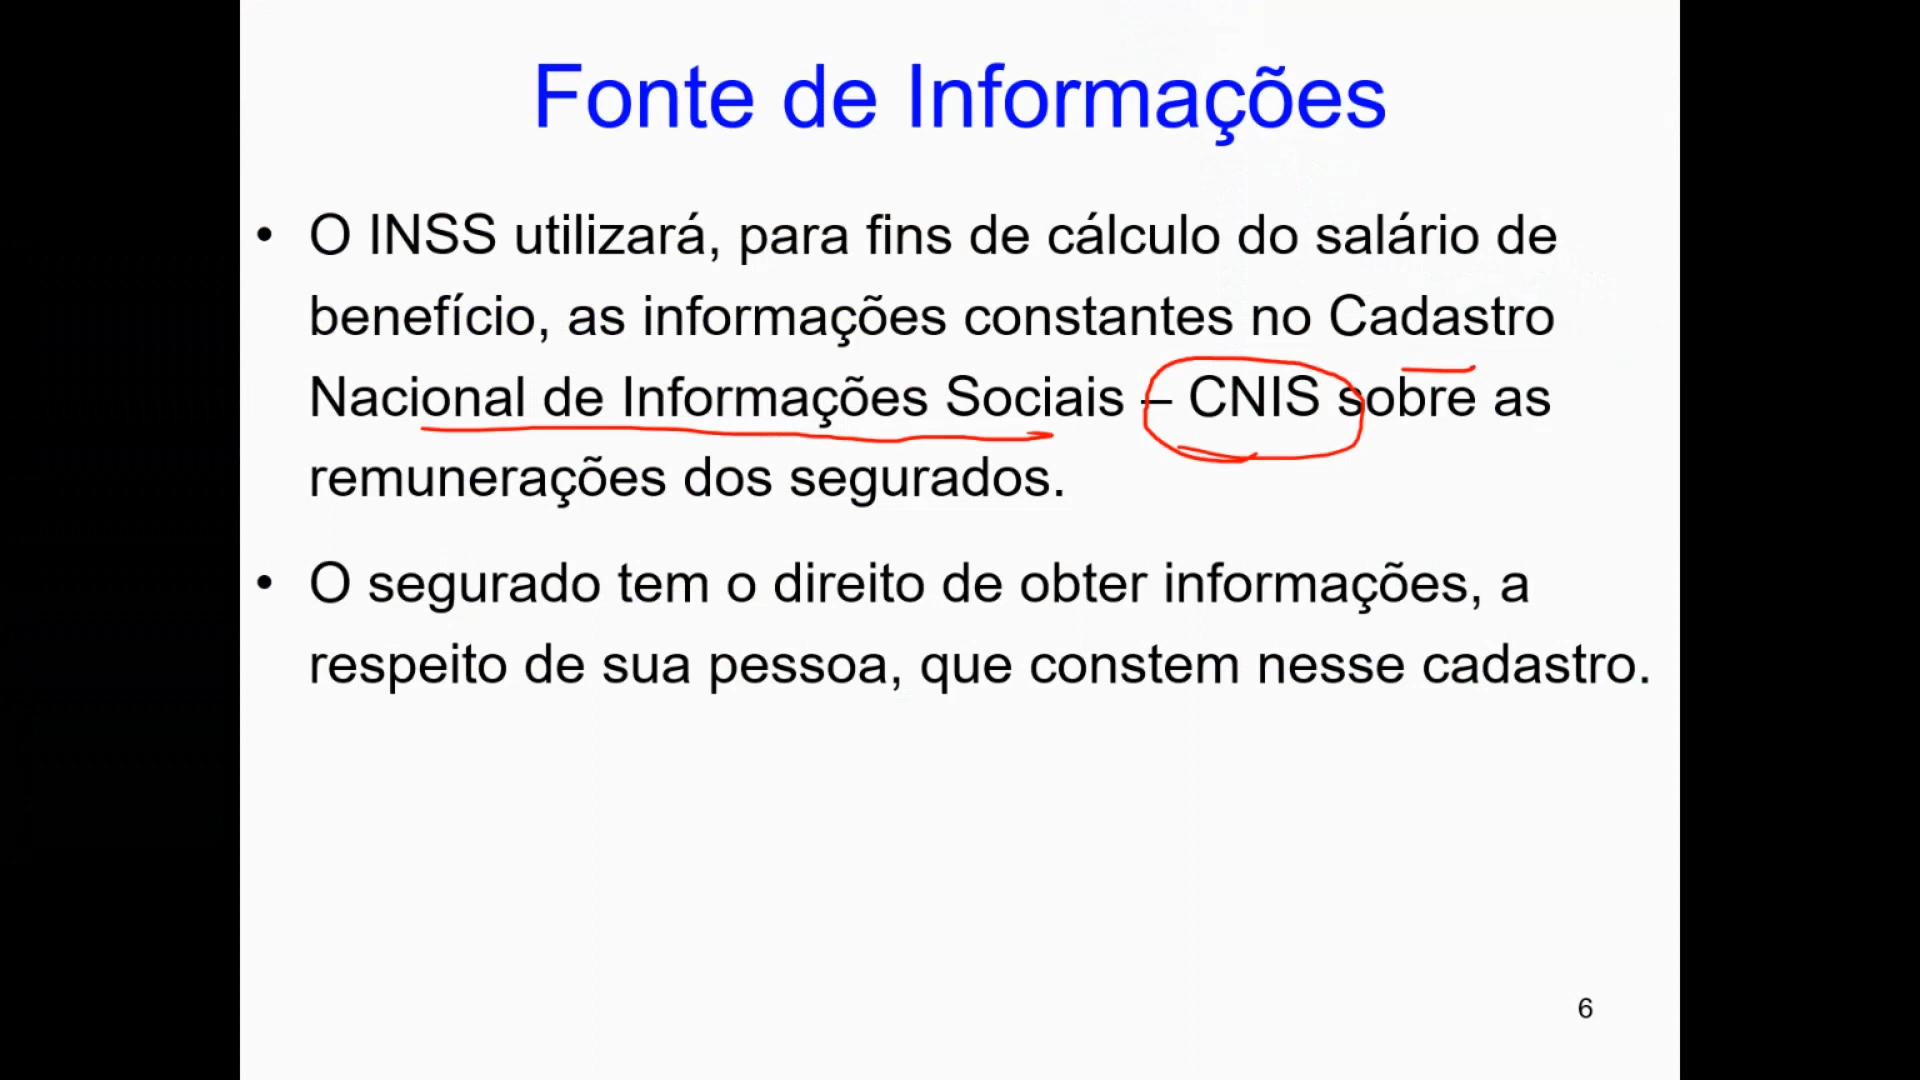 Fonte de Informações
• O INSS utilizará, para fins de cálculo do salário de
benefício, as informações constantes no Cadastro
Nacional de Informações Sociais – CNIS sobre as
remunerações dos segurados.
• O segurado tem o direito de obter informações, a
respeito de sua pessoa, que constem nesse cadastro.
6